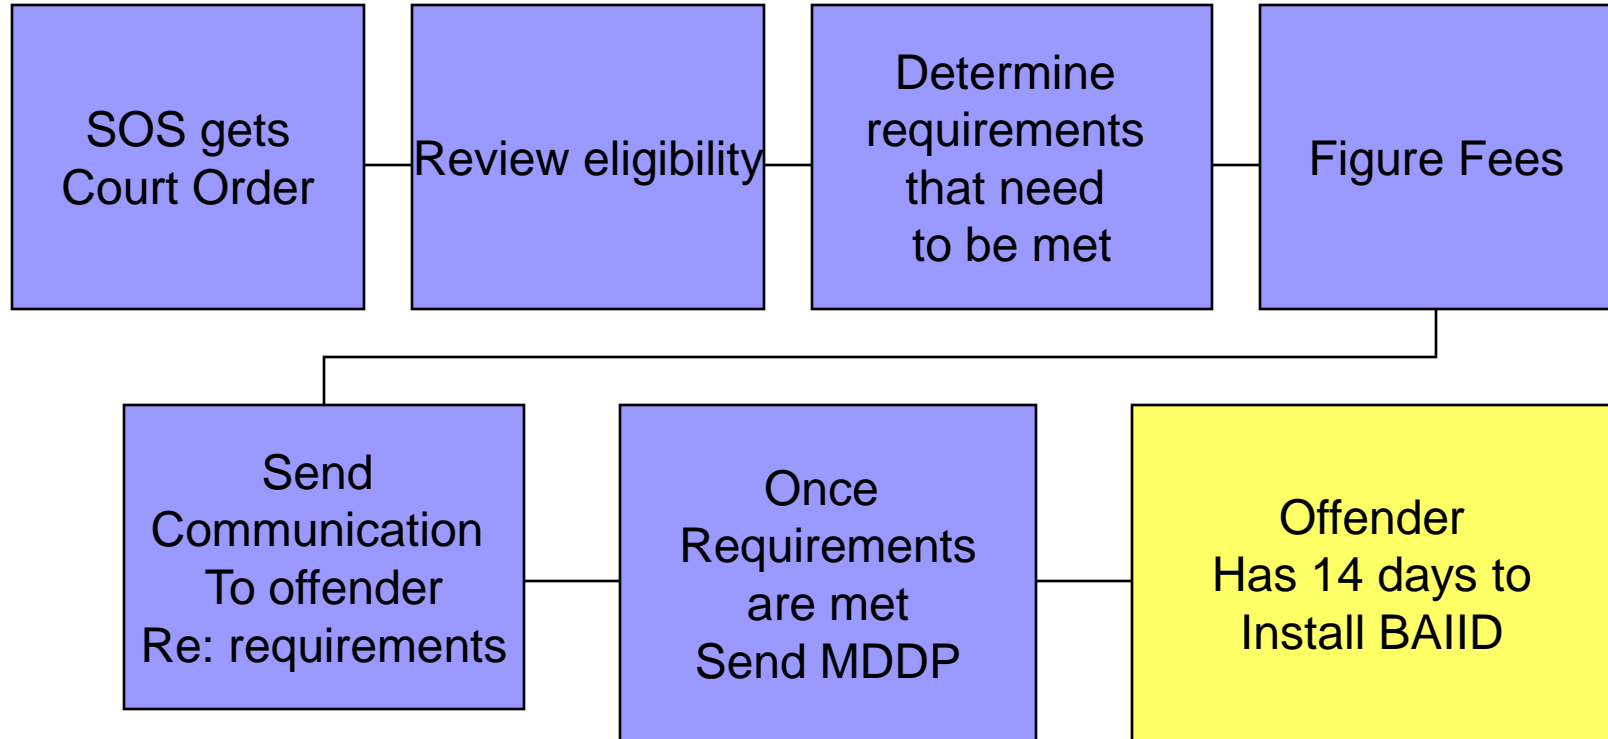 SOS gets
Court Order
Review eligibility
Determine
requirements
that need
to be met
Figure Fees
Send
Communication
To offender
Re: requirements
Once
Requirements
are met
Send MDDP
Offender
Has 14 days to
Install BAIID